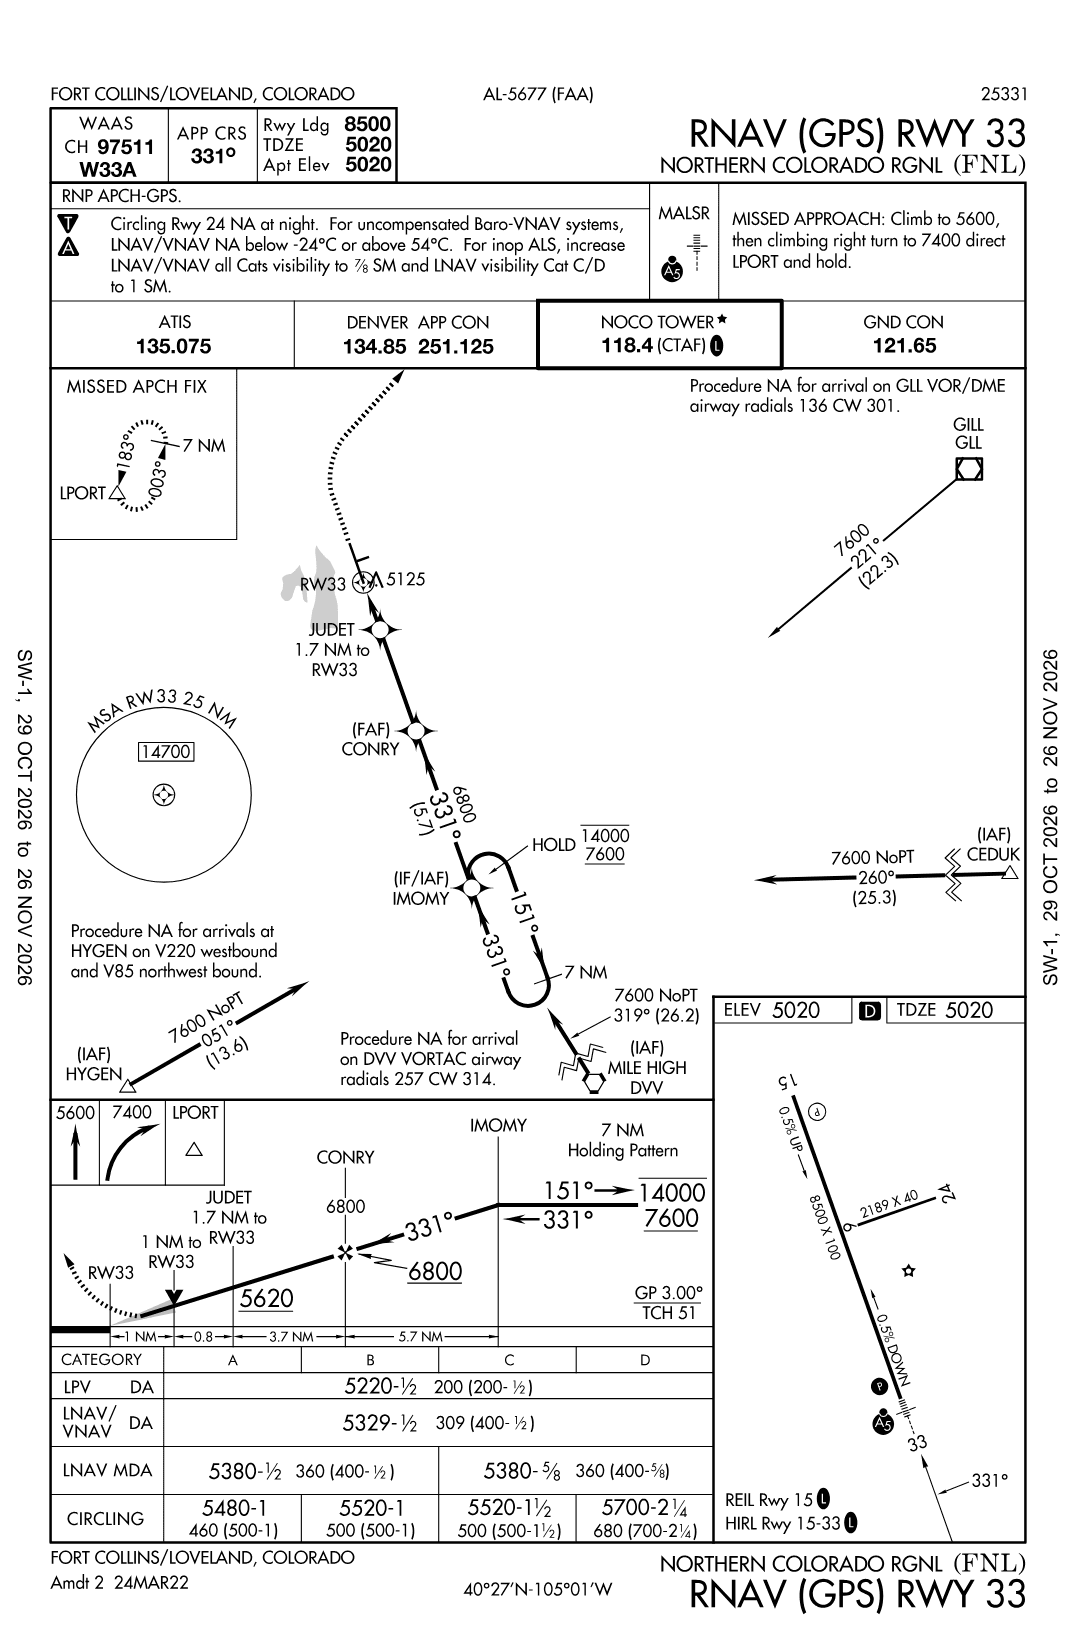 FORT COLLINS/LOVELAND, COLORADO
AL-5677 (FAA)
25331
WAAS
CH 97511
W33A
APP CRS
331°
Rwy Ldg 8500
TDZE 5020
Apt Elev 5020
RNAV (GPS) RWY 33
NORTHERN COLORADO RGNL (FNL)
RNP APCH-GPS.
T
A
Circling Rwy 24 NA at night. For uncompensated Baro-VNAV systems,
LNAV/VNAV NA below -24°C or above 54°C. For inop ALS, increase
LNAV/VNAV all Cats visibility to ⅞ SM and LNAV visibility Cat C/D
to 1 SM.
MALSR
A5
MISSED APPROACH: Climb to 5600,
then climbing right turn to 7400 direct
LPORT and hold.
ATIS
135.075
DENVER APP CON
134.85 251.125
NOCO TOWER★
118.4 (CTAF) L
GND CON
121.65
MISSED APCH FIX
183°
7 NM
LPORT
003°
Procedure NA for arrival on GLL VOR/DME
airway radials 136 CW 301.
GILL
GLL
7600
221°
(22.3)
RW33
5125
JUDET
1.7 NM to
RW33
MSA RW33 25 NM
14700
(FAF)
CONRY
6800
331°
(5.7)
HOLD
14000
7600
(IF/IAF)
IMOMY
151°
331°
7 NM
(IAF)
CEDUK
7600 NoPT
260°
(25.3)
Procedure NA for arrivals at
HYGEN on V220 westbound
and V85 northwest bound.
7600 NoPT
051°
(13.6)
(IAF)
HYGEN
Procedure NA for arrival
on DVV VORTAC airway
radials 257 CW 314.
7600 NoPT
319° (26.2)
(IAF)
MILE HIGH
DVV
ELEV 5020
D
TDZE 5020
15
P
0.5% UP
8500 X 100
2189 X 40
24
6
0.5% DOWN
P
A5
33
331°
REIL Rwy 15 L
HIRL Rwy 15-33 L
5600
7400
LPORT
IMOMY
7 NM
Holding Pattern
CONRY
6800
151°
14000
331°
7600
331°
JUDET
1.7 NM to
RW33
1 NM to
RW33
RW33
6800
5620
GP 3.00°
TCH 51
1 NM
0.8
3.7 NM
5.7 NM
CATEGORY A B C D
LPV DA 5220-½ 200 (200-½)
LNAV/
VNAV DA 5329-½ 309 (400-½)
LNAV MDA 5380-½ 360 (400-½) 5380-⅝ 360 (400-⅝)
CIRCLING
5480-1
460 (500-1)
5520-1
500 (500-1)
5520-1½
500 (500-1½)
5700-2¼
680 (700-2¼)
FORT COLLINS/LOVELAND, COLORADO
Amdt 2 24MAR22
40°27'N-105°01'W
NORTHERN COLORADO RGNL (FNL)
RNAV (GPS) RWY 33
SW-1, 29 OCT 2026 to 26 NOV 2026
SW-1, 29 OCT 2026 to 26 NOV 2026